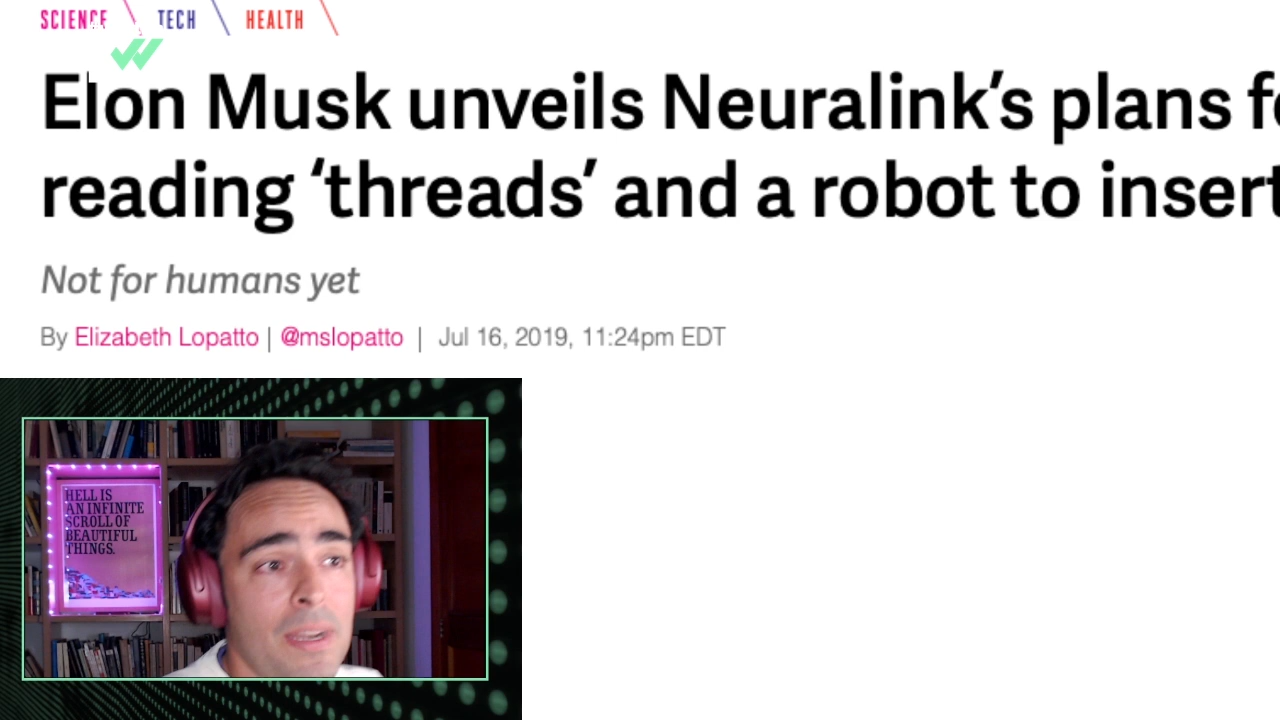 SCIENCE TECH HEALTH
Elon Musk unveils Neuralink’s plans
reading ‘threads’ and a robot to insert
Not for humans yet
By Elizabeth Lopatto | @mslopatto | Jul 16, 2019, 11:24pm EDT
HELL IS
AN INFINITE
SCROLL OF
BEAUTIFUL
THINGS.